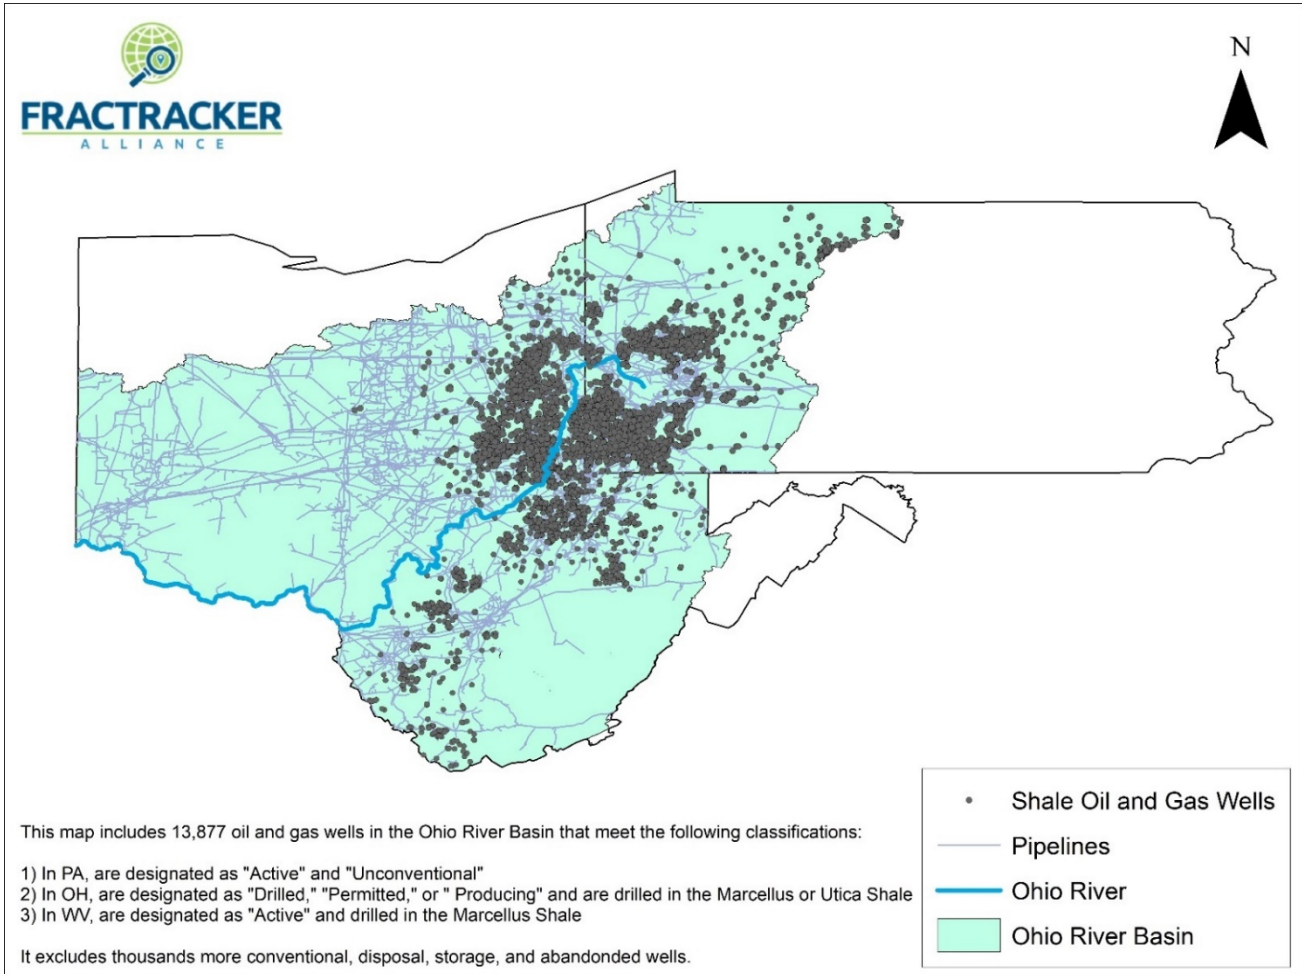 FRACTRACKER
ALLIANCE
N
This map includes 13,877 oil and gas wells in the Ohio River Basin that meet the following classifications:
1) In PA, are designated as "Active" and "Unconventional"
2) In OH, are designated as "Drilled," "Permitted," or " Producing" and are drilled in the Marcellus or Utica Shale
3) In WV, are designated as "Active" and drilled in the Marcellus Shale
It excludes thousands more conventional, disposal, storage, and abandonded wells.
Shale Oil and Gas Wells
Pipelines
Ohio River
Ohio River Basin